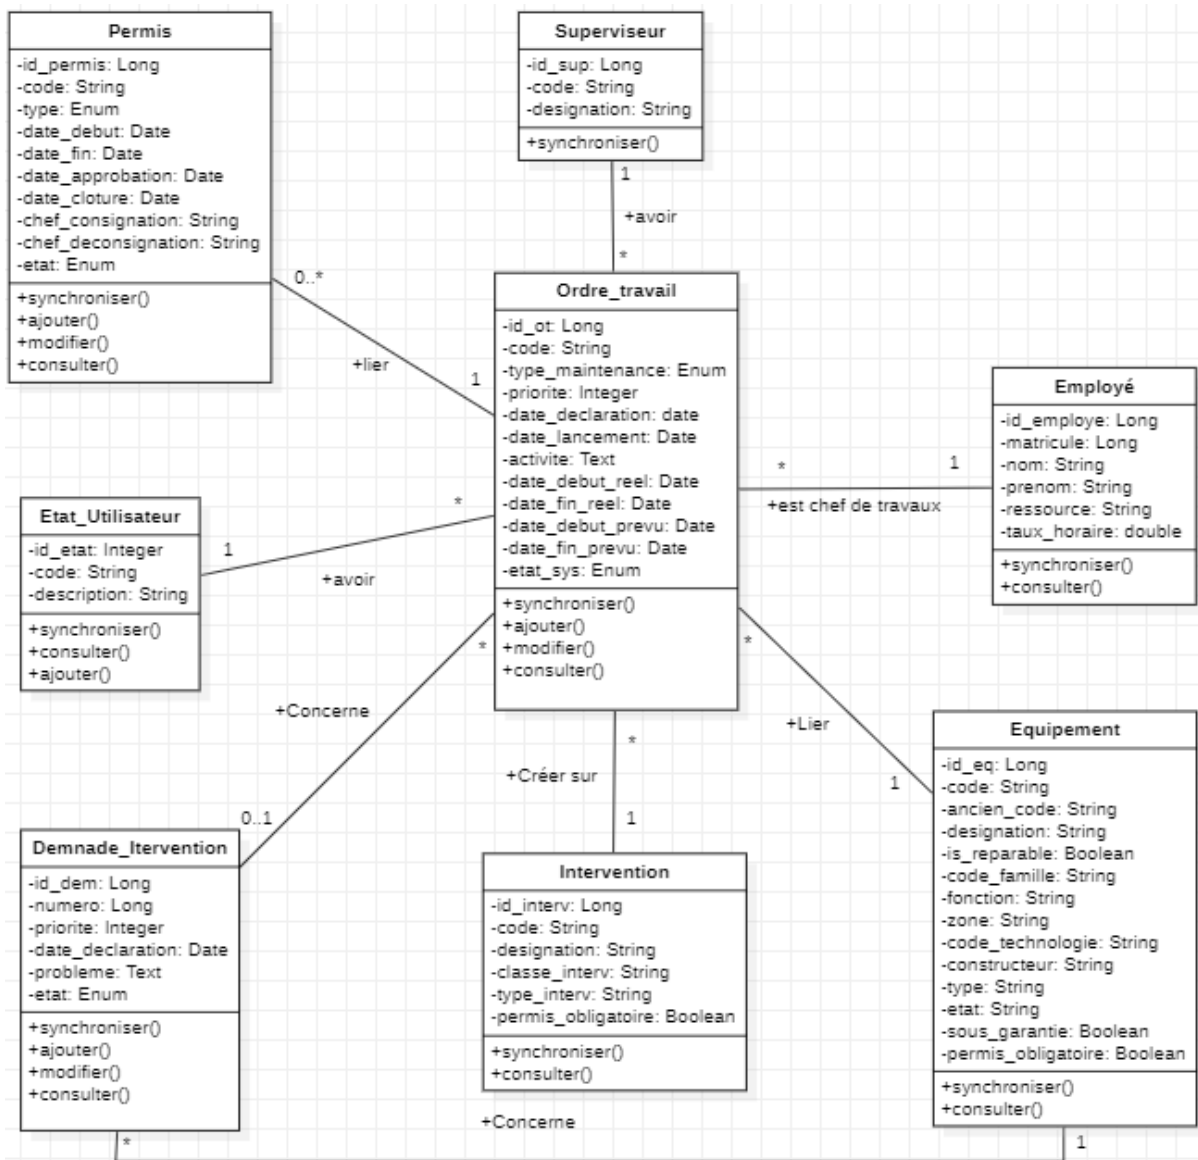 Permis
-id_permis: Long
-code: String
-type: Enum
-date_debut: Date
-date_fin: Date
-date_approbation: Date
-date_cloture: Date
-chef_consignation: String
-chef_deconsignation: String
-etat: Enum
+synchroniser()
+ajouter()
+modifier()
+consulter()
Superviseur
-id_sup: Long
-code: String
-designation: String
+synchroniser()
1
+avoir
*
0..*
+lier
1
Ordre_travail
-id_ot: Long
-code: String
-type_maintenance: Enum
-priorite: Integer
-date_declaration: date
-date_lancement: Date
-activite: Text
-date_debut_reel: Date
-date_fin_reel: Date
-date_debut_prevu: Date
-date_fin_prevu: Date
-etat_sys: Enum
+synchroniser()
+ajouter()
+modifier()
+consulter()
*
1
+est chef de travaux
Employé
-id_employe: Long
-matricule: Long
-nom: String
-prenom: String
-ressource: String
-taux_horaire: double
+synchroniser()
+consulter()
Etat_Utilisateur
-id_etat: Integer
-code: String
-description: String
+synchroniser()
+consulter()
+ajouter()
*
1
+avoir
*
+Concerne
0..1
*
+Lier
1
*
+Créer sur
1
Demnade_Itervention
-id_dem: Long
-numero: Long
-priorite: Integer
-date_declaration: Date
-probleme: Text
-etat: Enum
+synchroniser()
+ajouter()
+modifier()
+consulter()
*
Intervention
-id_interv: Long
-code: String
-designation: String
-classe_interv: String
-type_interv: String
-permis_obligatoire: Boolean
+synchroniser()
+consulter()
+Concerne
Equipement
-id_eq: Long
-code: String
-ancien_code: String
-designation: String
-is_reparable: Boolean
-code_famille: String
-fonction: String
-zone: String
-code_technologie: String
-constructeur: String
-type: String
-etat: String
-sous_garantie: Boolean
-permis_obligatoire: Boolean
+synchroniser()
+consulter()
1